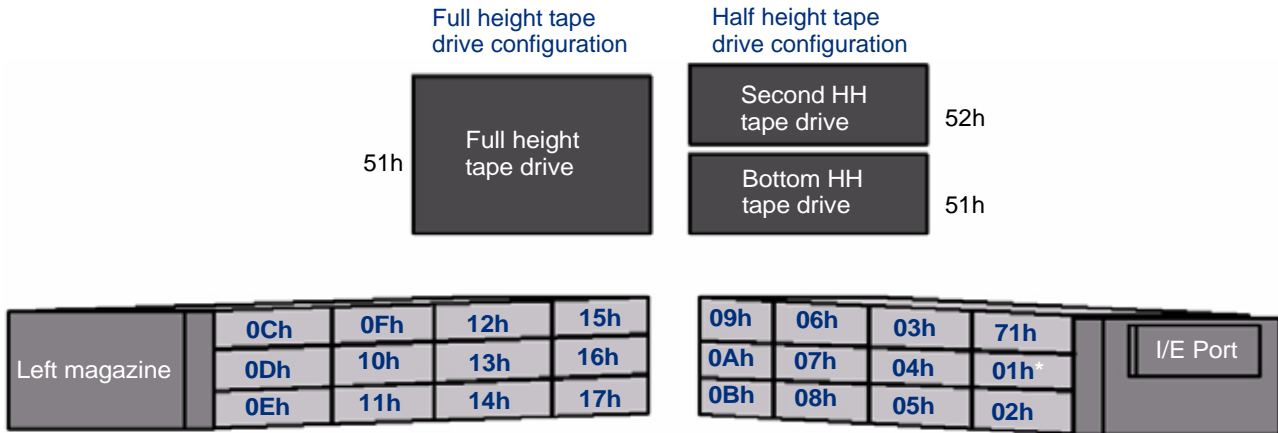 Full height tape
drive configuration
Half height tape
drive configuration
51h
Full height
tape drive
Second HH
tape drive
52h
Bottom HH
tape drive
51h
Left magazine
0Ch 0Fh 12h 15h
0Dh 10h 13h 16h
0Eh 11h 14h 17h
09h 06h 03h 71h
0Ah 07h 04h 01h*
0Bh 08h 05h 02h
I/E Port